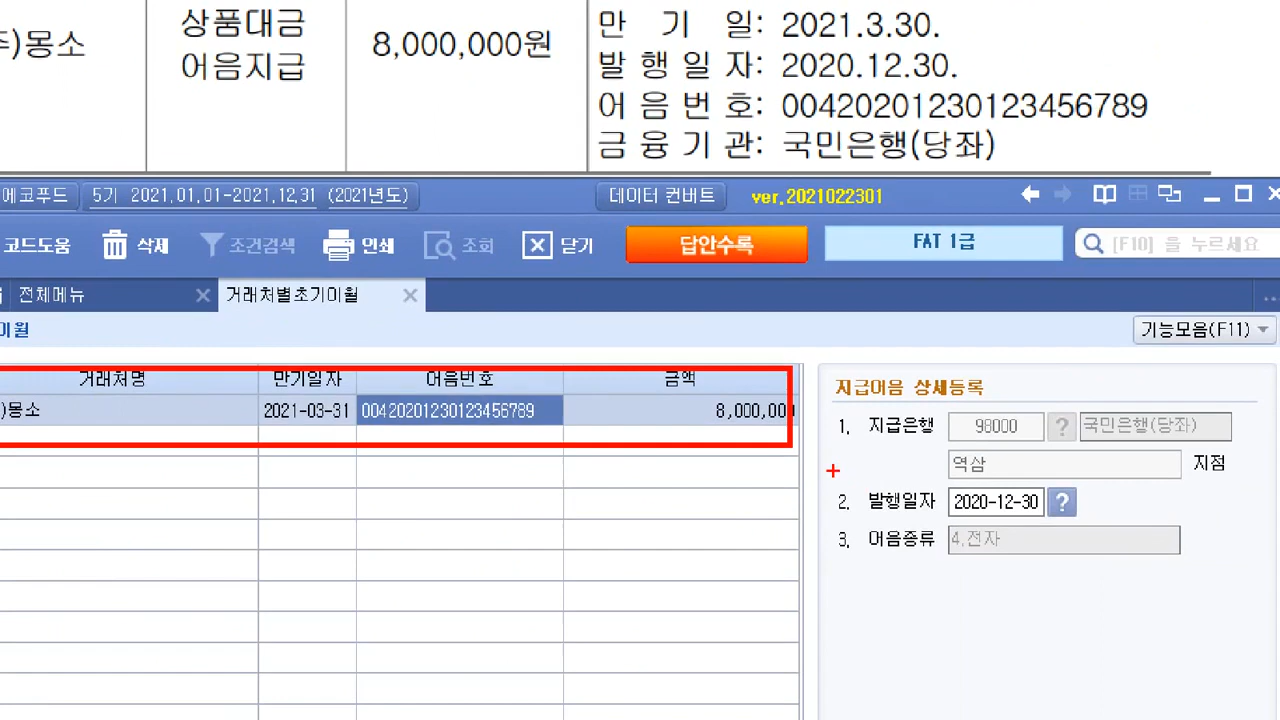 )몽소
상품대금
어음지급
8,000,000원
만 기 일: 2021.3.30.
발 행 일 자: 2020.12.30.
어 음 번 호: 00420201230123456789
금 융 기 관: 국민은행(당좌)
에코푸드 5기 2021.01.01~2021.12.31 (2021년도) 데이터 컨버트 ver.2021022301
코드도움 삭제 조건검색 인쇄 조회 닫기 답안수록 FAT 1급 [F10] 을 누르세요
전체메뉴 거래처별초기이월
이월 기능모음(F11)
거래처명 만기일자 어음번호 금액
)몽소 2021-03-31 00420201230123456789 8,000,000
지급어음 상세등록
1. 지급은행 98000 ? 국민은행(당좌)
역삼 지점
2. 발행일자 2020-12-30 ?
3. 어음종류 4.전자